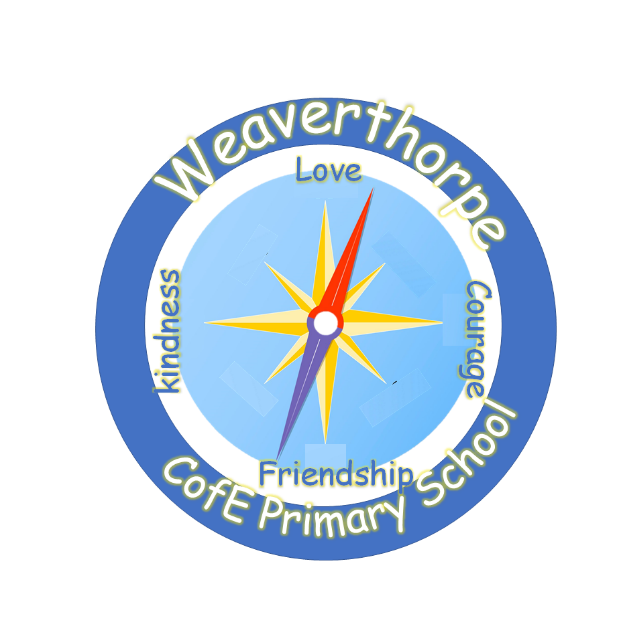 Weaverthorpe
Love
kindness
Courage
Friendship
CofE Primary School